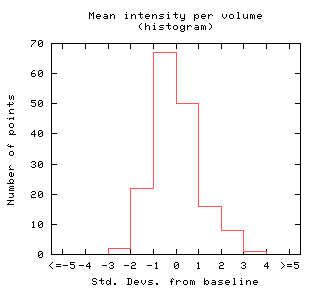 Mean intensity per volume
(histogram)
70
60
50
40
30
20
10
0
Number of points
<=-5 -4 -3 -2 -1 0 1 2 3 4 >=5
Std. Devs. from baseline